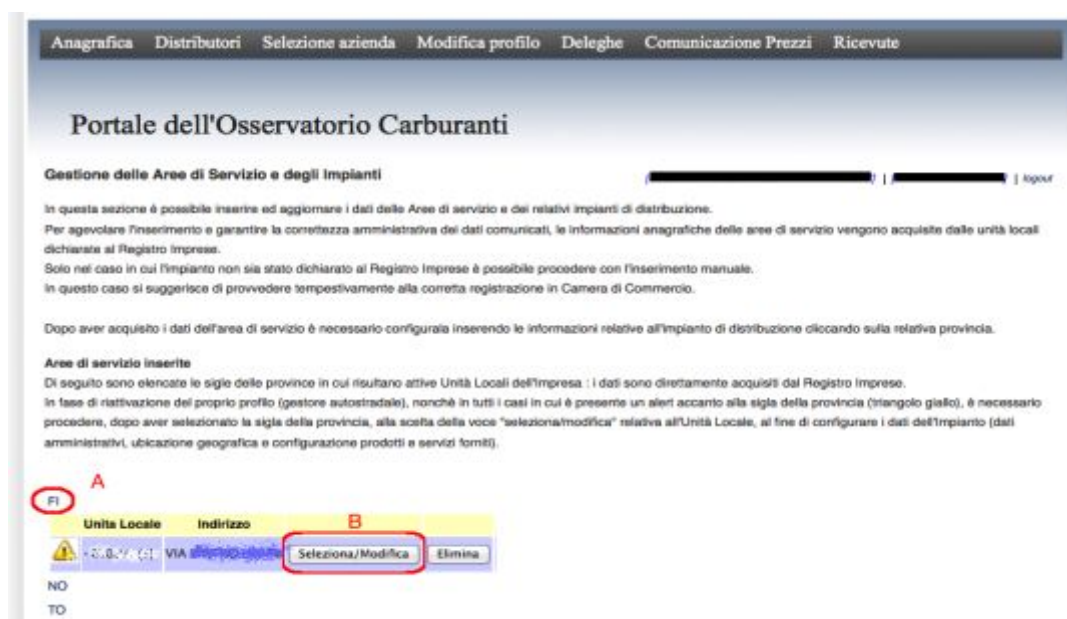 Anagrafica Distributori Selezione azienda Modifica profilo Deleghe Comunicazione Prezzi Ricevute
Portale dell'Osservatorio Carburanti
Gestione delle Aree di Servizio e degli Impianti
| | logout
In questa sezione è possibile inserire ed aggiornare i dati delle Aree di servizio e dei relativi impianti di distribuzione.
Per agevolare l'inserimento e garantire la correttezza amministrativa dei dati comunicati, le informazioni anagrafiche delle aree di servizio vengono acquisite dalle unità locali
dichiarate al Registro Imprese.
Solo nel caso in cui l'impianto non sia stato dichiarato al Registro Imprese è possibile procedere con l'inserimento manuale.
In questo caso si suggerisce di provvedere tempestivamente alla corretta registrazione in Camera di Commercio.
Dopo aver acquisito i dati dell'area di servizio è necessario configurala inserendo le informazioni relative all'impianto di distribuzione cliccando sulla relativa provincia.
Aree di servizio inserite
Di seguito sono elencate le sigle delle province in cui risultano attive Unità Locali dell'Impresa : i dati sono direttamente acquisiti dal Registro Imprese.
In fase di riattivazione del proprio profilo (gestore autostradale), nonchè in tutti i casi in cui è presente un alert accanto alla sigla della provincia (triangolo giallo), è necessario
procedere, dopo aver selezionato la sigla della provincia, alla scelta della voce "seleziona/modifica" relativa all'Unità Locale, al fine di configurare i dati dell'Impianto (dati
amministrativi, ubicazione geografica e configurazione prodotti e servizi forniti).
A
FI
Unita Locale Indirizzo B
VIA Seleziona/Modifica Elimina
NO
TO